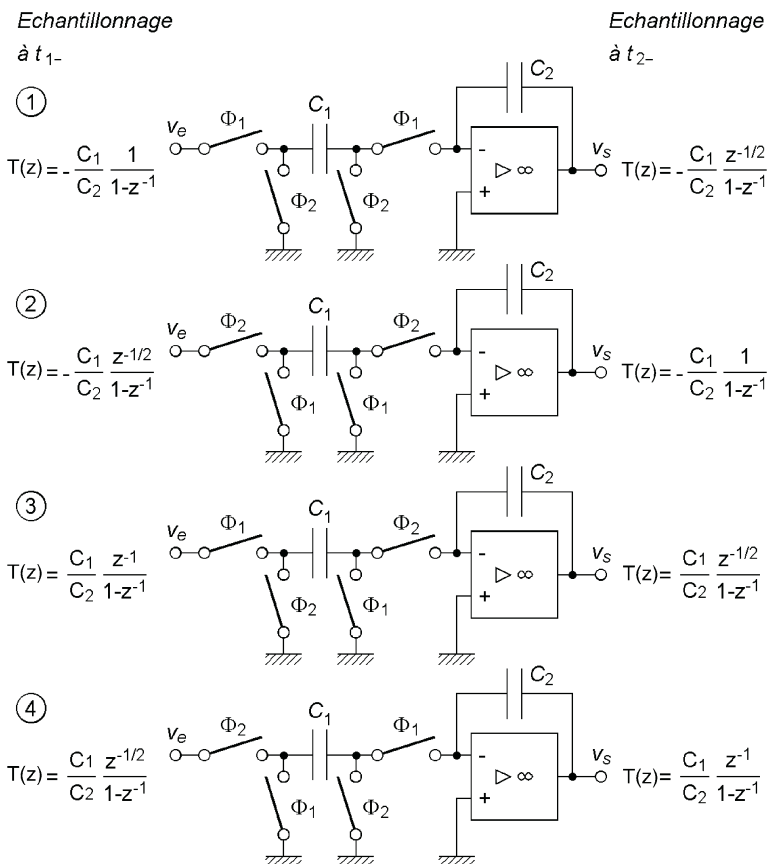 Echantillonnage
à t1-
Echantillonnage
à t2-
1
T(z) = - C1/C2 1/1-z-1
ve
Φ1
C1
Φ1
C2
Φ2
Φ2
-
+
▷ ∞
vs
T(z) = - C1/C2 z-1/2/1-z-1
2
T(z) = - C1/C2 z-1/2/1-z-1
ve
Φ2
C1
Φ2
C2
Φ1
Φ1
-
+
▷ ∞
vs
T(z) = - C1/C2 1/1-z-1
3
T(z) = C1/C2 z-1/1-z-1
ve
Φ1
C1
Φ2
C2
Φ2
Φ1
-
+
▷ ∞
vs
T(z) = C1/C2 z-1/2/1-z-1
4
T(z) = C1/C2 z-1/2/1-z-1
ve
Φ2
C1
Φ1
C2
Φ1
Φ2
-
+
▷ ∞
vs
T(z) = C1/C2 z-1/1-z-1